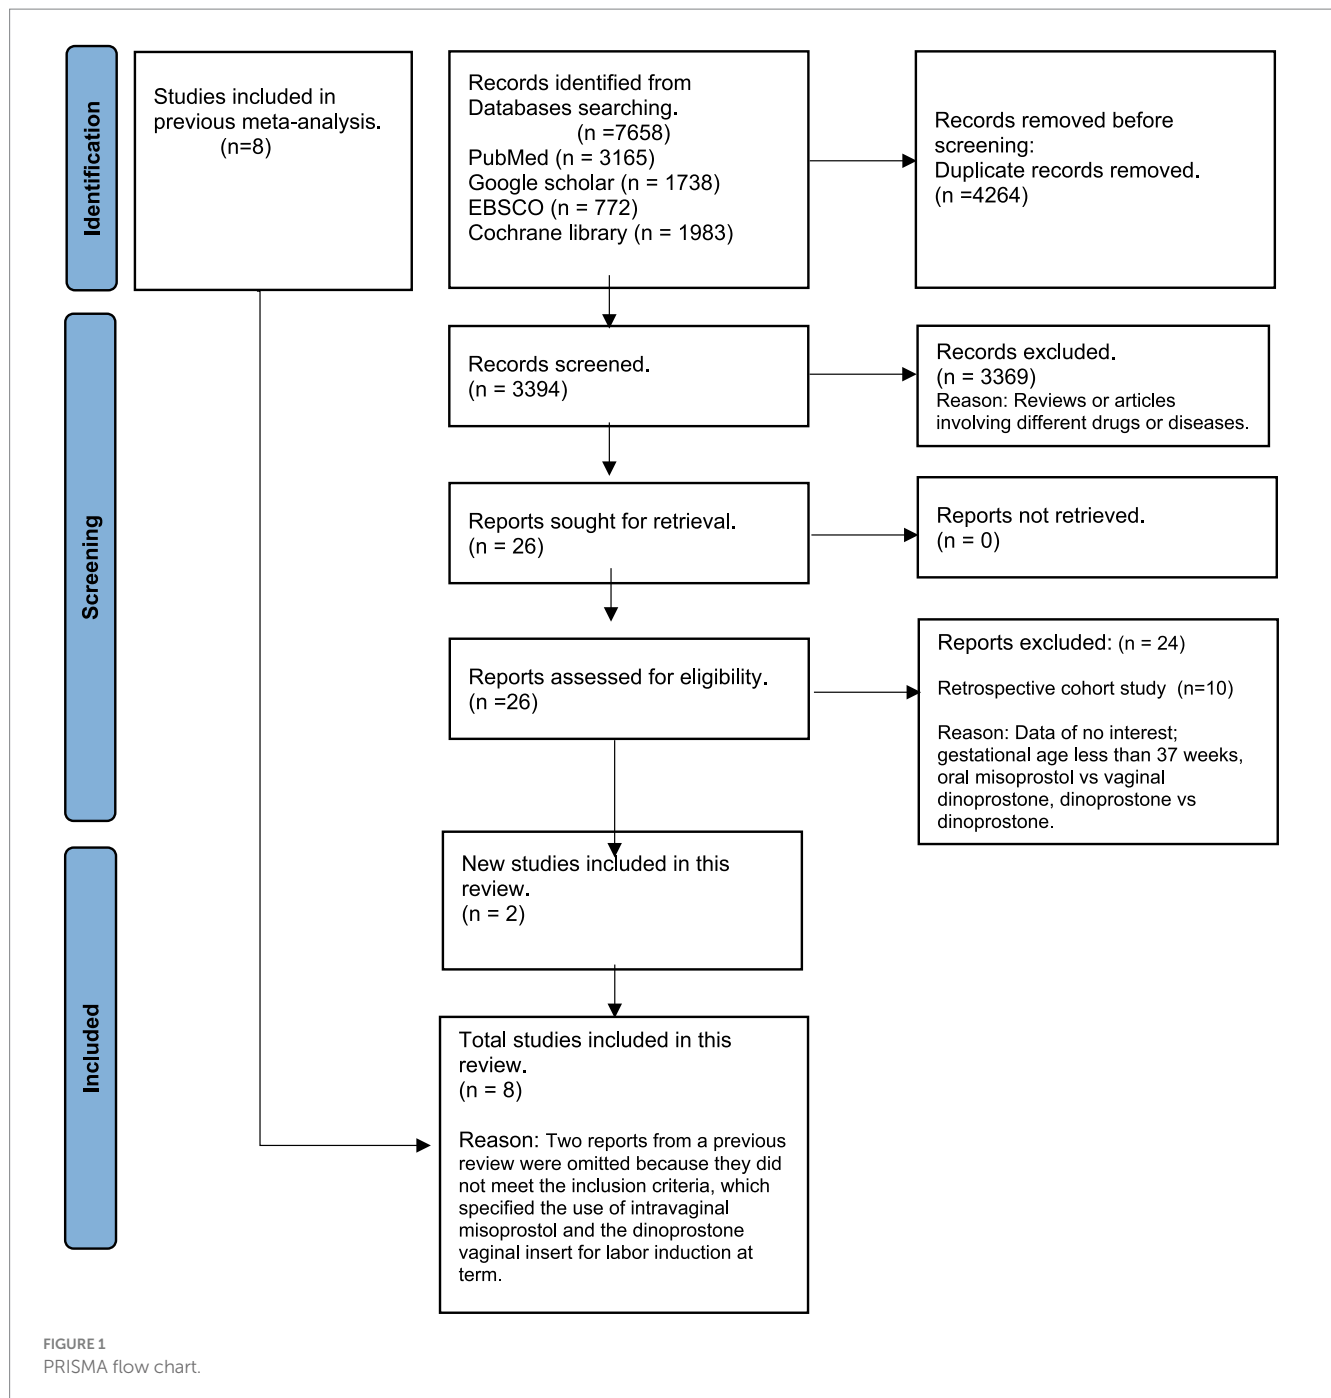 Identification
Studies included in
previous meta-analysis.
(n=8)
Records identified from
Databases searching.
(n =7658)
PubMed (n = 3165)
Google scholar (n = 1738)
EBSCO (n = 772)
Cochrane library (n = 1983)
Records removed before
screening:
Duplicate records removed.
(n =4264)
Screening
Records screened.
(n = 3394)
Records excluded.
(n = 3369)
Reason: Reviews or articles
involving different drugs or diseases.
Reports sought for retrieval.
(n = 26)
Reports not retrieved.
(n = 0)
Reports assessed for eligibility.
(n =26)
Reports excluded: (n = 24)
Retrospective cohort study (n=10)
Reason: Data of no interest;
gestational age less than 37 weeks,
oral misoprostol vs vaginal
dinoprostone, dinoprostone vs
dinoprostone.
Included
New studies included in this
review.
(n = 2)
Total studies included in this
review.
(n = 8)
Reason: Two reports from a previous
review were omitted because they did
not meet the inclusion criteria, which
specified the use of intravaginal
misoprostol and the dinoprostone
vaginal insert for labor induction at
term.
FIGURE 1
PRISMA flow chart.